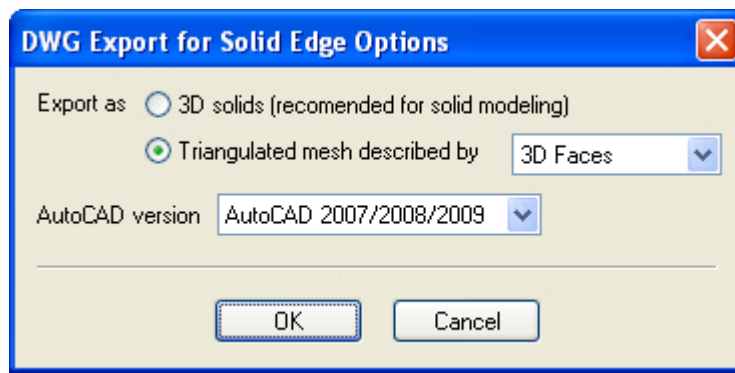 DWG Export for Solid Edge Options
Export as 3D solids (recomended for solid modeling)
Triangulated mesh described by 3D Faces
AutoCAD version AutoCAD 2007/2008/2009
OK Cancel